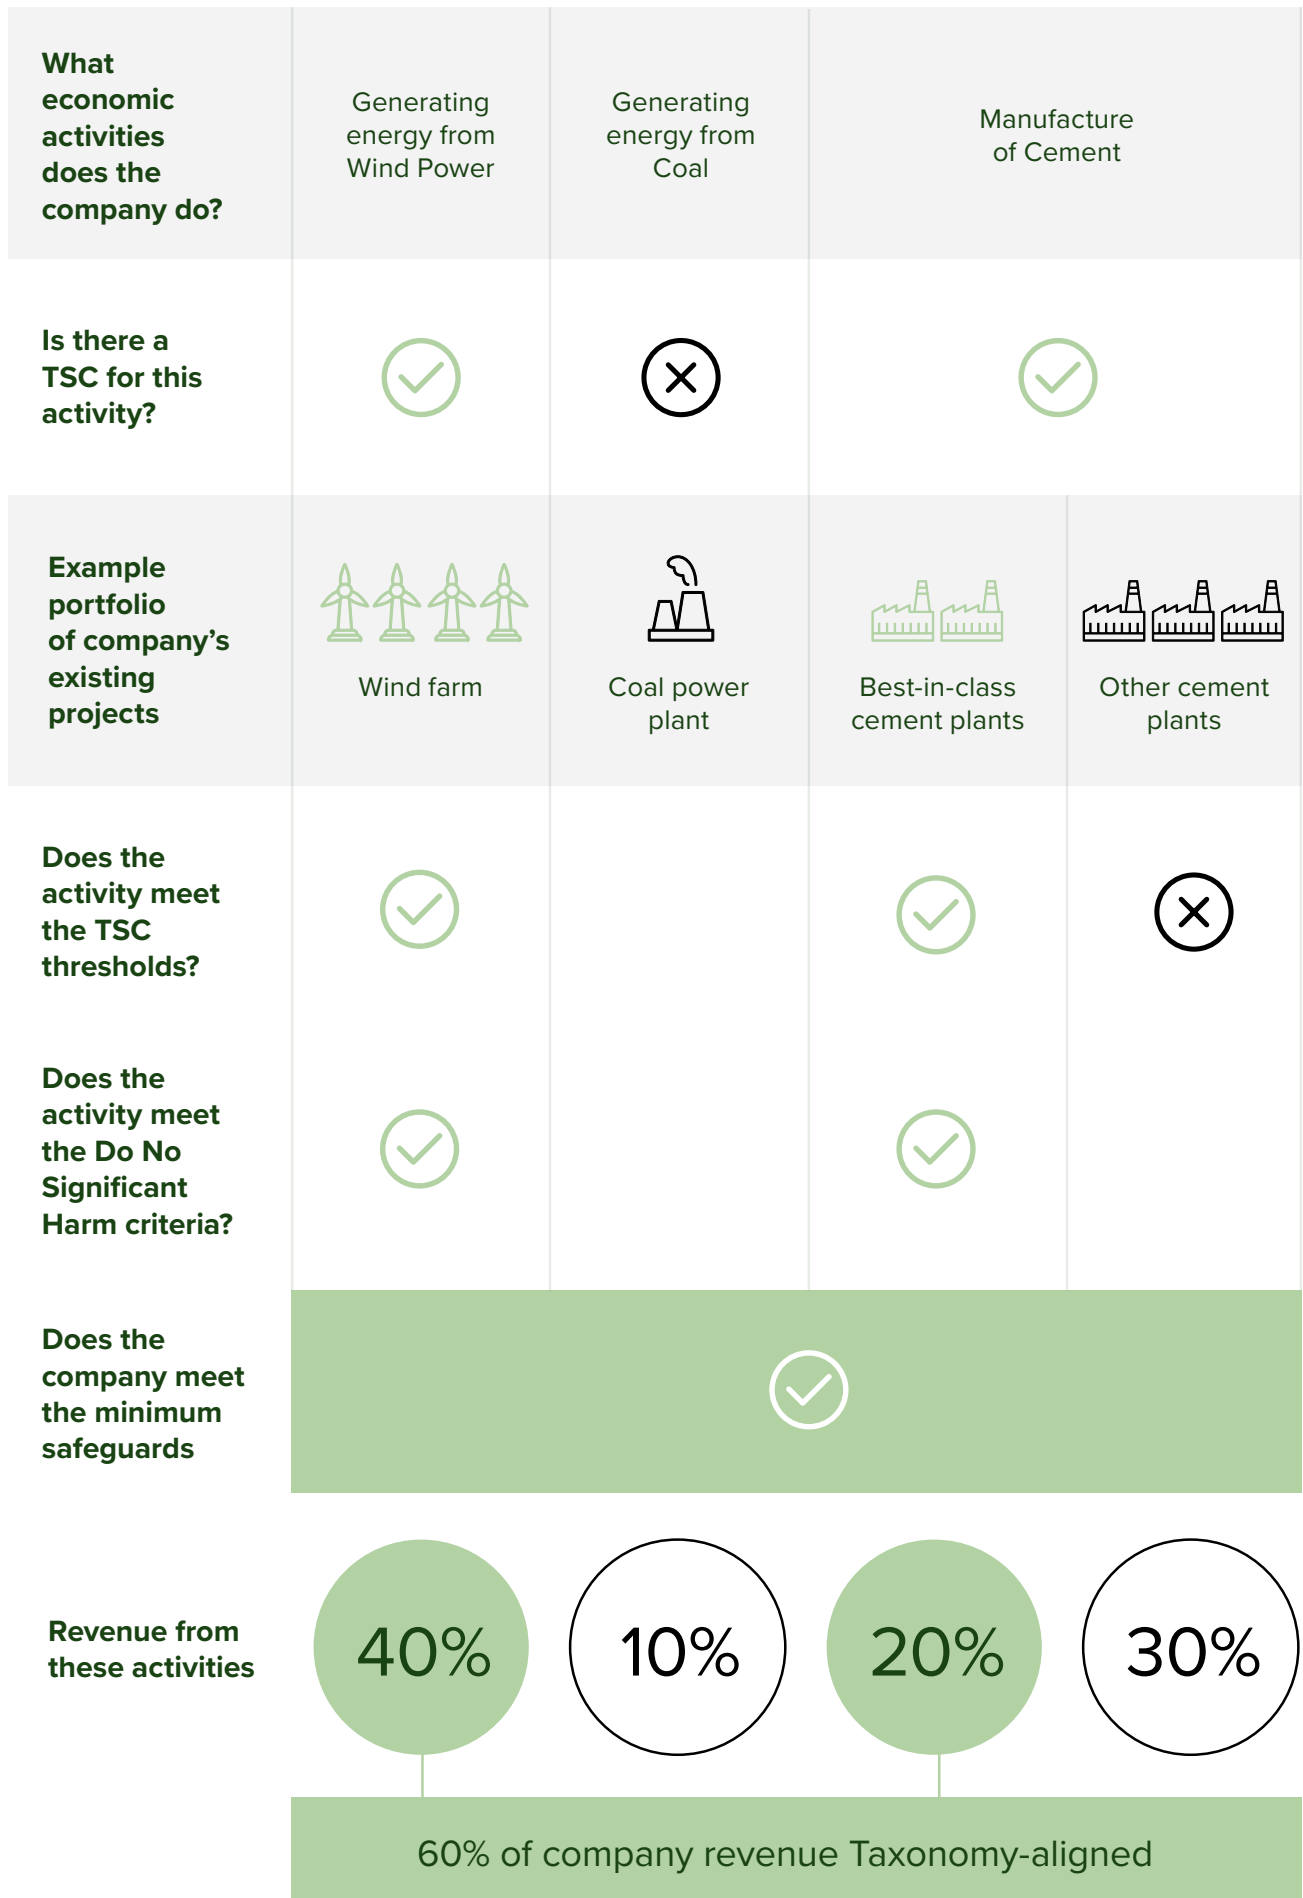 What
economic
activities
does the
company do?
Generating
energy from
Wind Power
Generating
energy from
Coal
Manufacture
of Cement
Is there a
TSC for this
activity?
Example
portfolio
of company’s
existing
projects
Wind farm
Coal power
plant
Best-in-class
cement plants
Other cement
plants
Does the
activity meet
the TSC
thresholds?
Does the
activity meet
the Do No
Significant
Harm criteria?
Does the
company meet
the minimum
safeguards
Revenue from
these activities
40%
10%
20%
30%
60% of company revenue Taxonomy-aligned